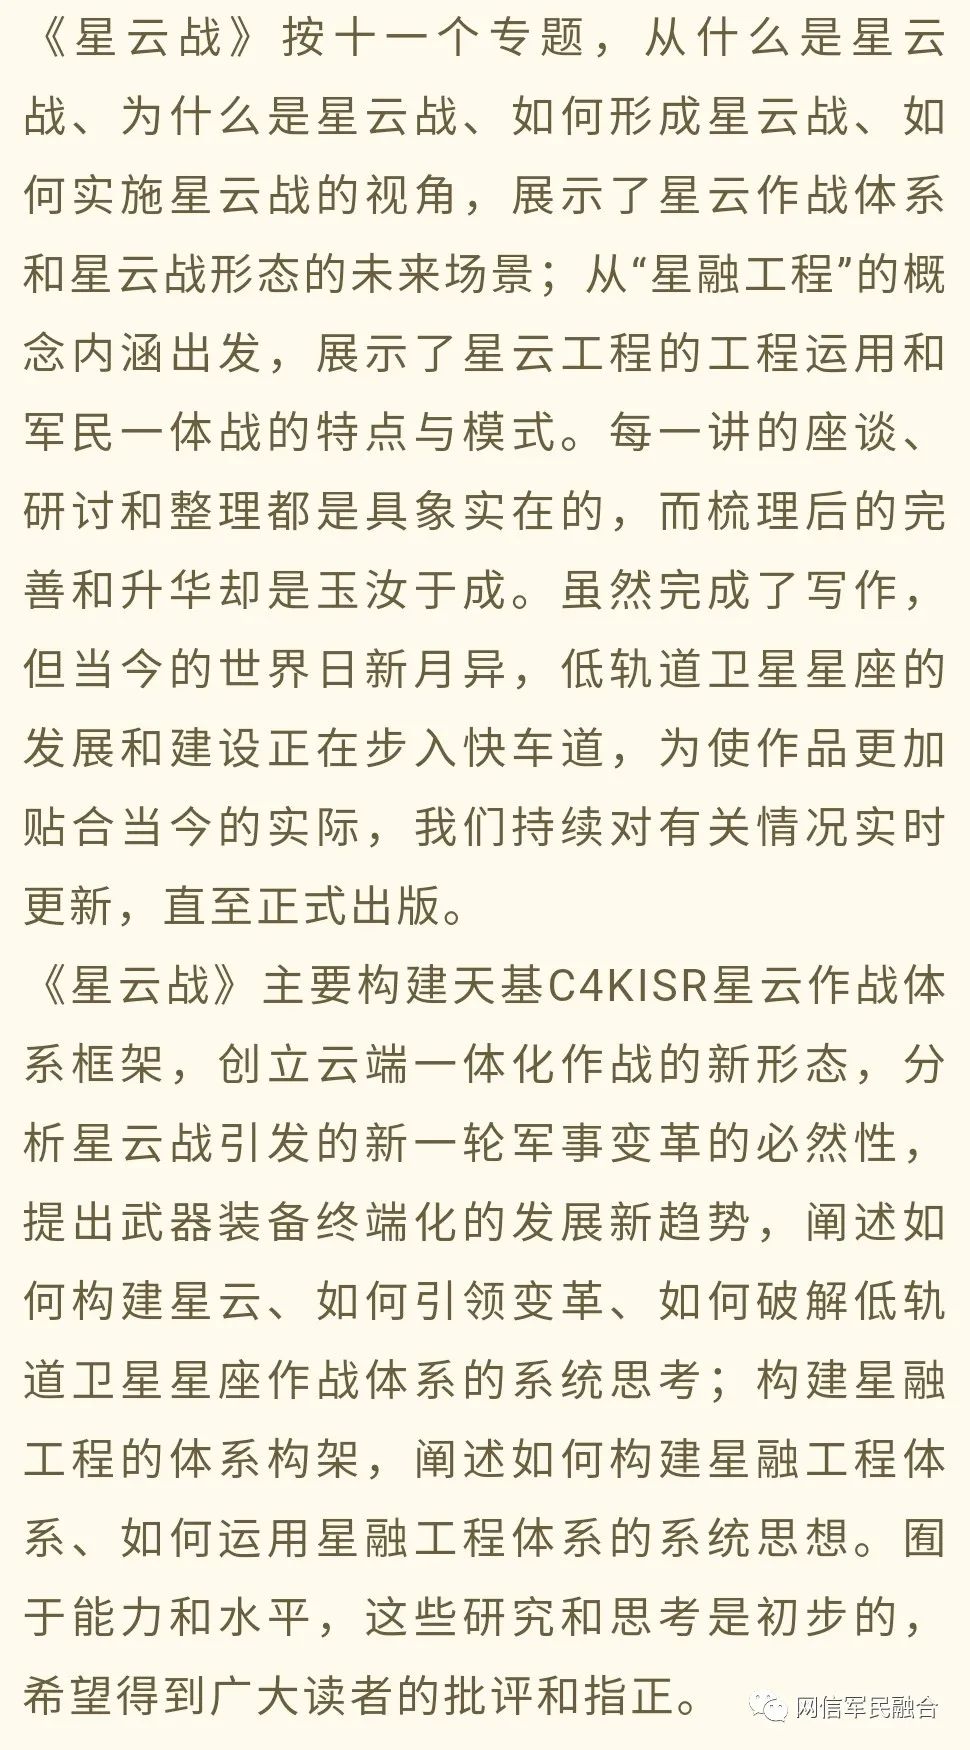 《星云战》按十一个专题，从什么是星云
战、为什么是星云战、如何形成星云战、如
何实施星云战的视角，展示了星云作战体系
和星云战形态的未来场景；从“星融工程”的概
念内涵出发，展示了星云工程的工程运用和
军民一体战的特点与模式。每一讲的座谈、
研讨和整理都是具象实在的，而梳理后的完
善和升华却是玉汝于成。虽然完成了写作，
但当今的世界日新月异，低轨道卫星星座的
发展和建设正在步入快车道，为使作品更加
贴合当今的实际，我们持续对有关情况实时
更新，直至正式出版。
《星云战》主要构建天基C4KISR星云作战体
系框架，创立云端一体化作战的新形态，分
析星云战引发的新一轮军事变革的必然性，
提出武器装备终端化的发展新趋势，阐述如
何构建星云、如何引领变革、如何破解低轨
道卫星星座作战体系的系统思考；构建星融
工程的体系构架，阐述如何构建星融工程体
系、如何运用星融工程体系的系统思想。囿
于能力和水平，这些研究和思考是初步的，
希望得到广大读者的批评和指正。
网信军民融合